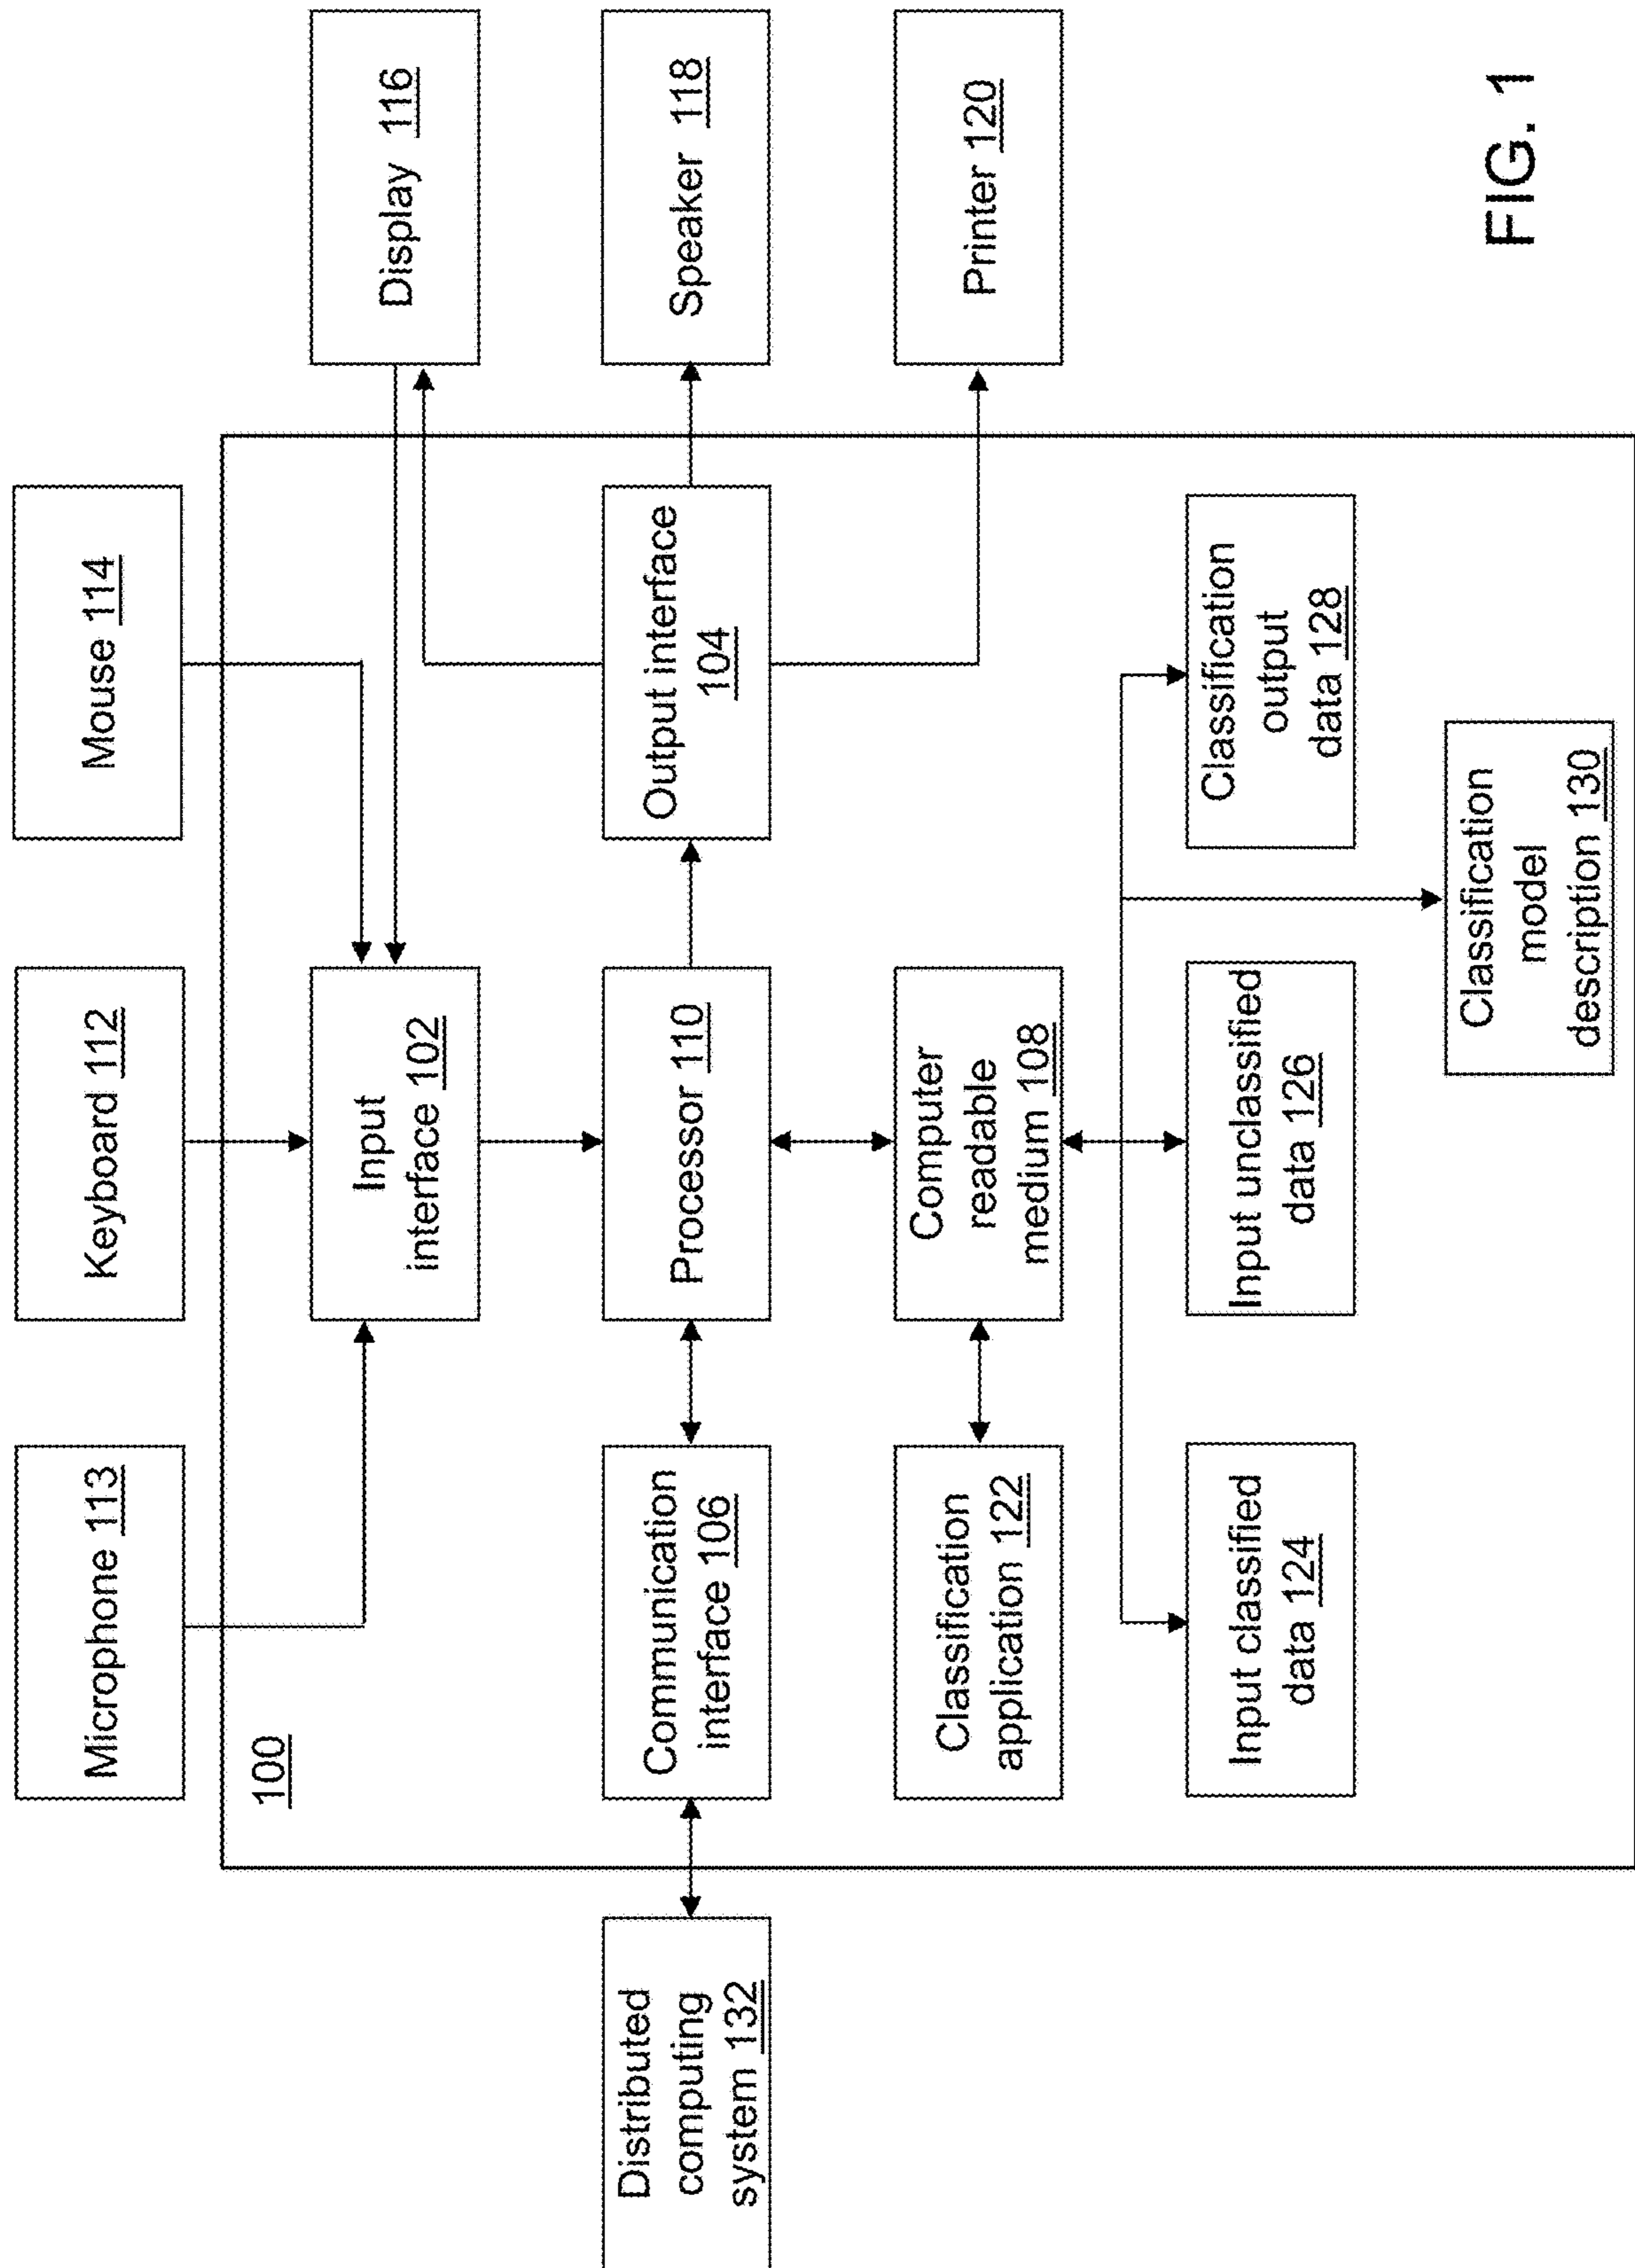 Microphone 113
Keyboard 112
Mouse 114
100
Input
interface 102
Display 116
Distributed
computing
system 132
Communication
interface 106
Processor 110
Output interface
104
Speaker 118
Classification
application 122
Computer
readable
medium 108
Printer 120
Input classified
data 124
Input unclassified
data 126
Classification
output
data 128
Classification
model
description 130
FIG. 1